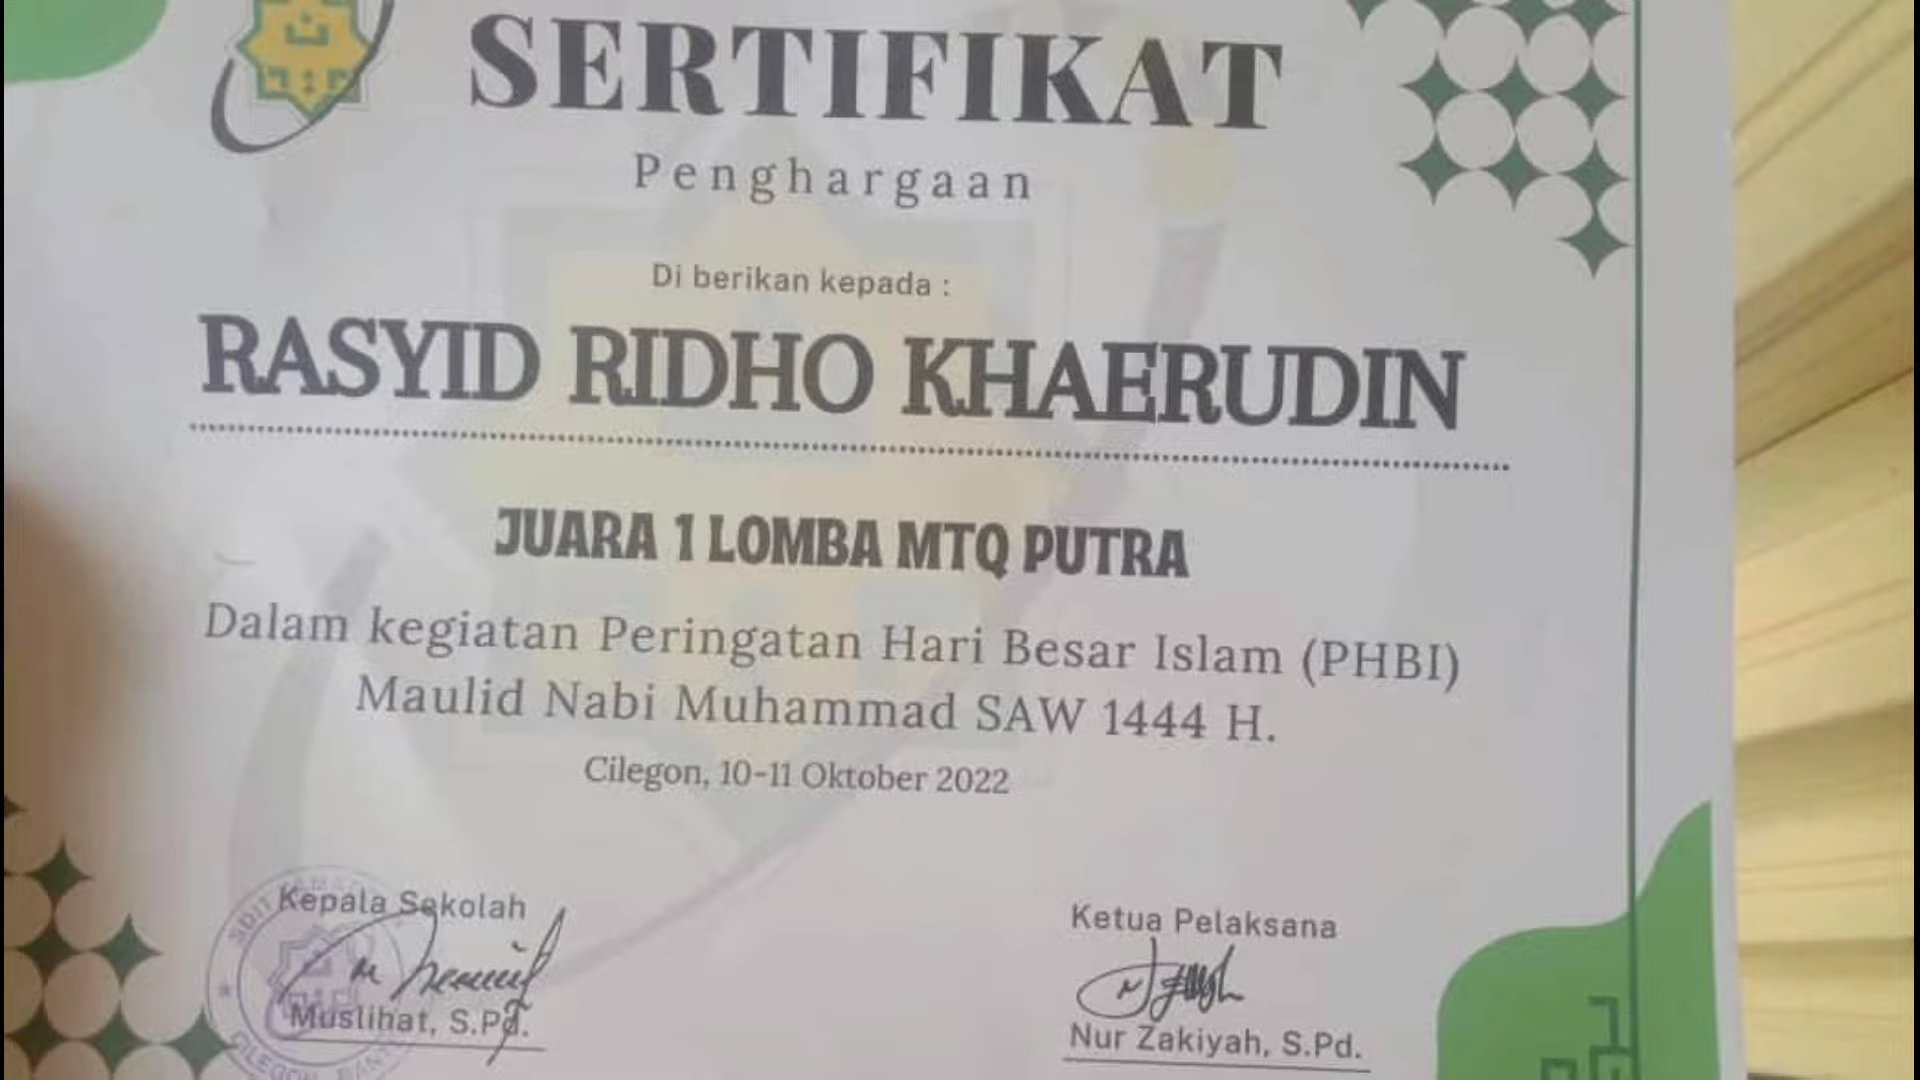 SERTIFIKAT
Penghargaan
Di berikan kepada :
RASYID RIDHO KHAERUDIN
JUARA 1 LOMBA MTQ PUTRA
Dalam kegiatan Peringatan Hari Besar Islam (PHBI)
Maulid Nabi Muhammad SAW 1444 H.
Cilegon, 10-11 Oktober 2022
Kepala Sekolah
Muslihat, S.Pd.
Ketua Pelaksana
Nur Zakiyah, S.Pd.
SDIT
CILEGON